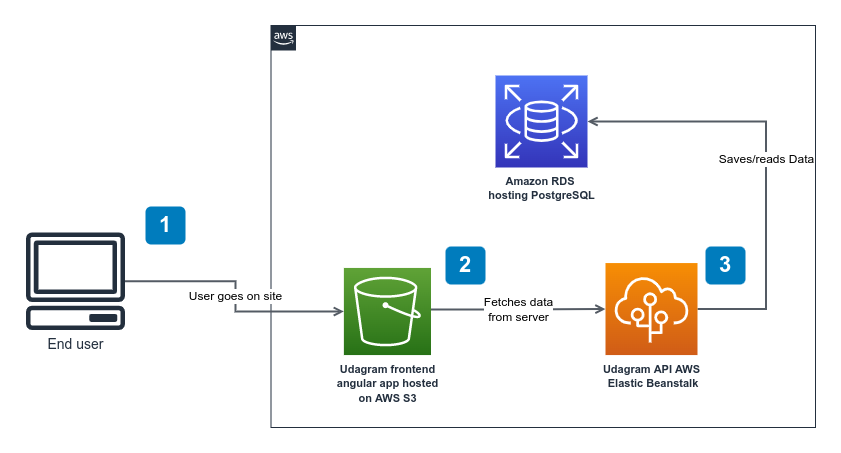 aws
Amazon RDS
hosting PostgreSQL
Saves/reads Data
1
2
3
User goes on site
Fetches data
from server
End user
Udagram frontend
angular app hosted
on AWS S3
Udagram API AWS
Elastic Beanstalk